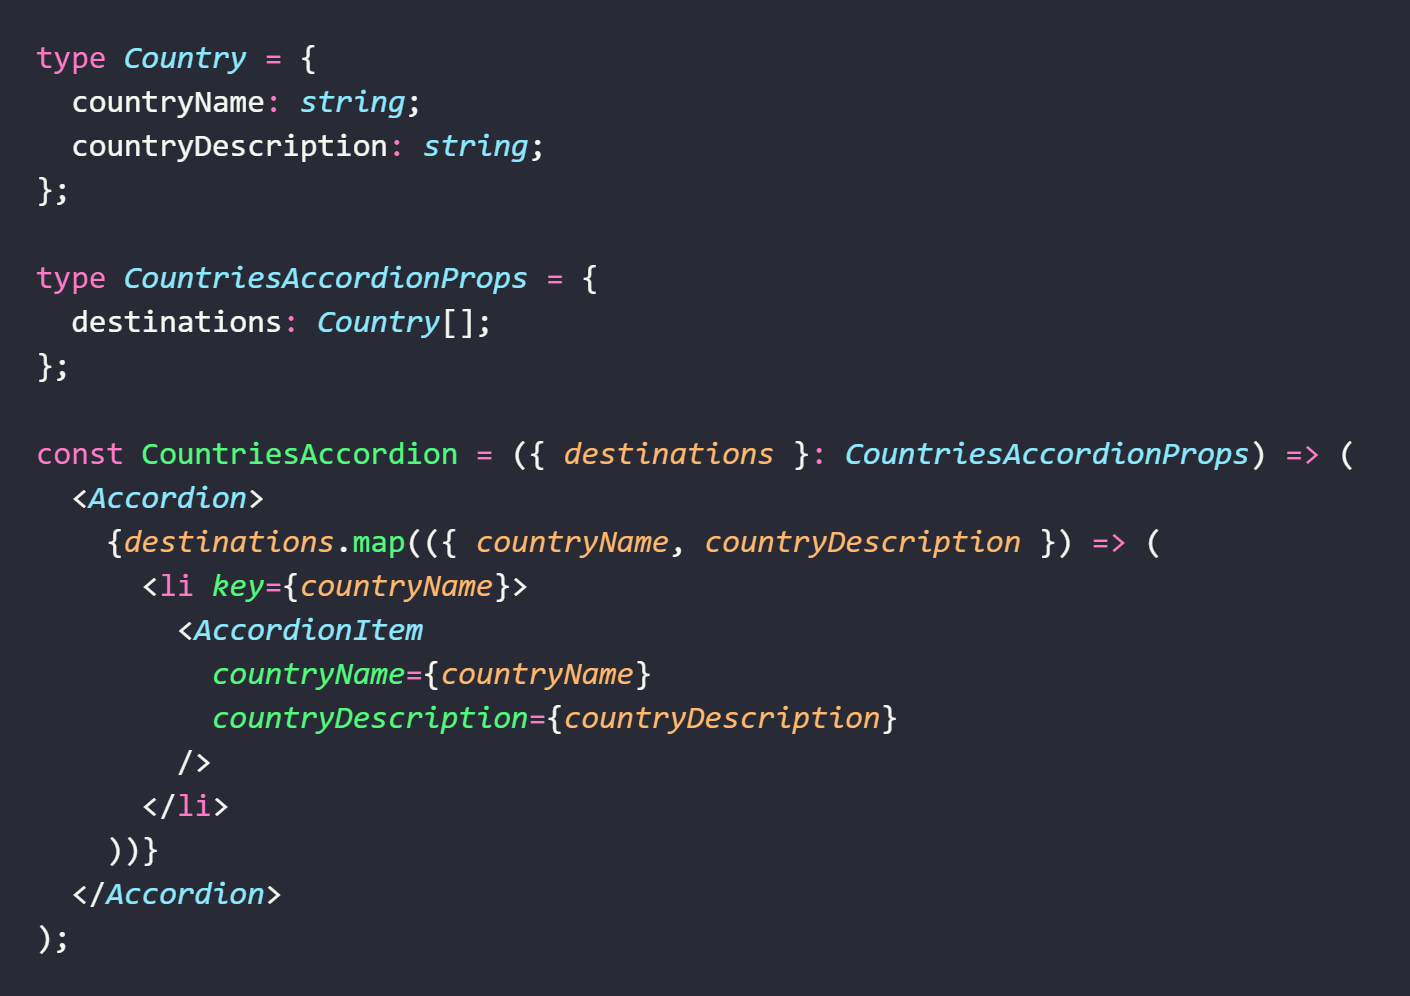 type Country = {
  countryName: string;
  countryDescription: string;
};

type CountriesAccordionProps = {
  destinations: Country[];
};

const CountriesAccordion = ({ destinations }: CountriesAccordionProps) => (
  <Accordion>
    {destinations.map(({ countryName, countryDescription }) => (
      <li key={countryName}>
        <AccordionItem
          countryName={countryName}
          countryDescription={countryDescription}
        />
      </li>
    ))}
  </Accordion>
);